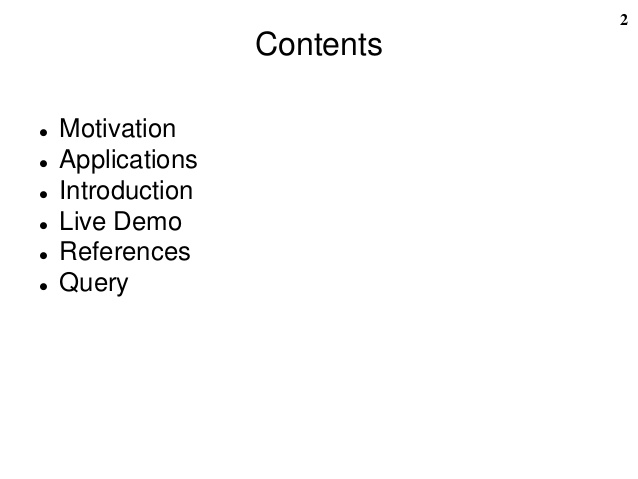 2
Contents
• Motivation
• Applications
• Introduction
• Live Demo
• References
• Query